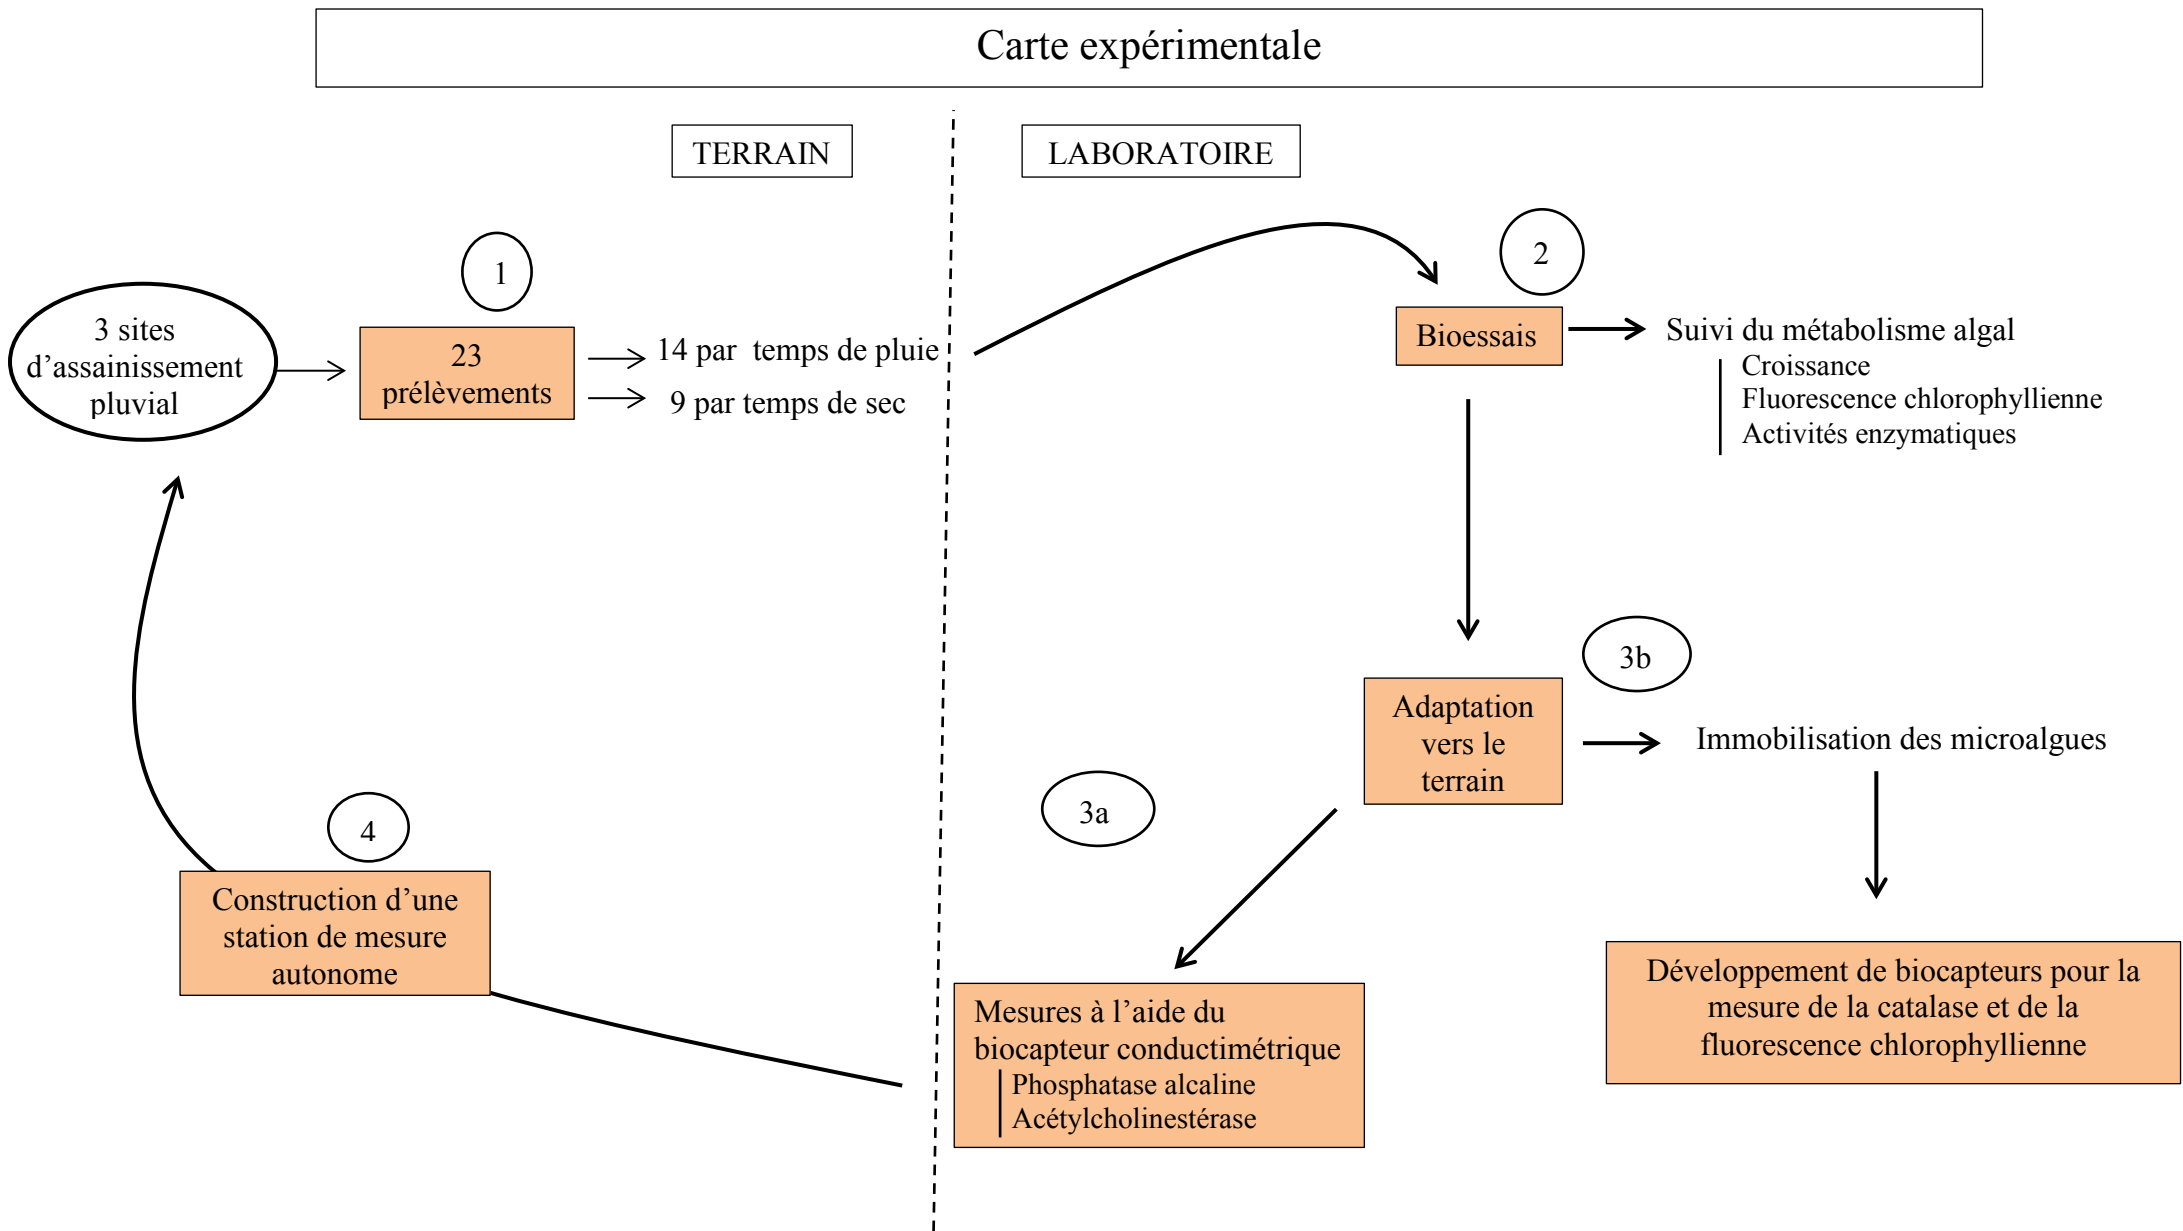 Carte expérimentale
TERRAIN
LABORATOIRE
1
2
3 sites
d’assainissement
pluvial
23
prélèvements
14 par  temps de pluie
9 par temps de sec
Bioessais
Suivi du métabolisme algal
Croissance
Fluorescence chlorophyllienne
Activités enzymatiques
3b
Adaptation
vers le
terrain
Immobilisation des microalgues
3a
4
Construction d’une
station de mesure
autonome
Mesures à l’aide du
biocapteur conductimétrique
Phosphatase alcaline
Acétylcholinestérase
Développement de biocapteurs pour la
mesure de la catalase et de la
fluorescence chlorophyllienne